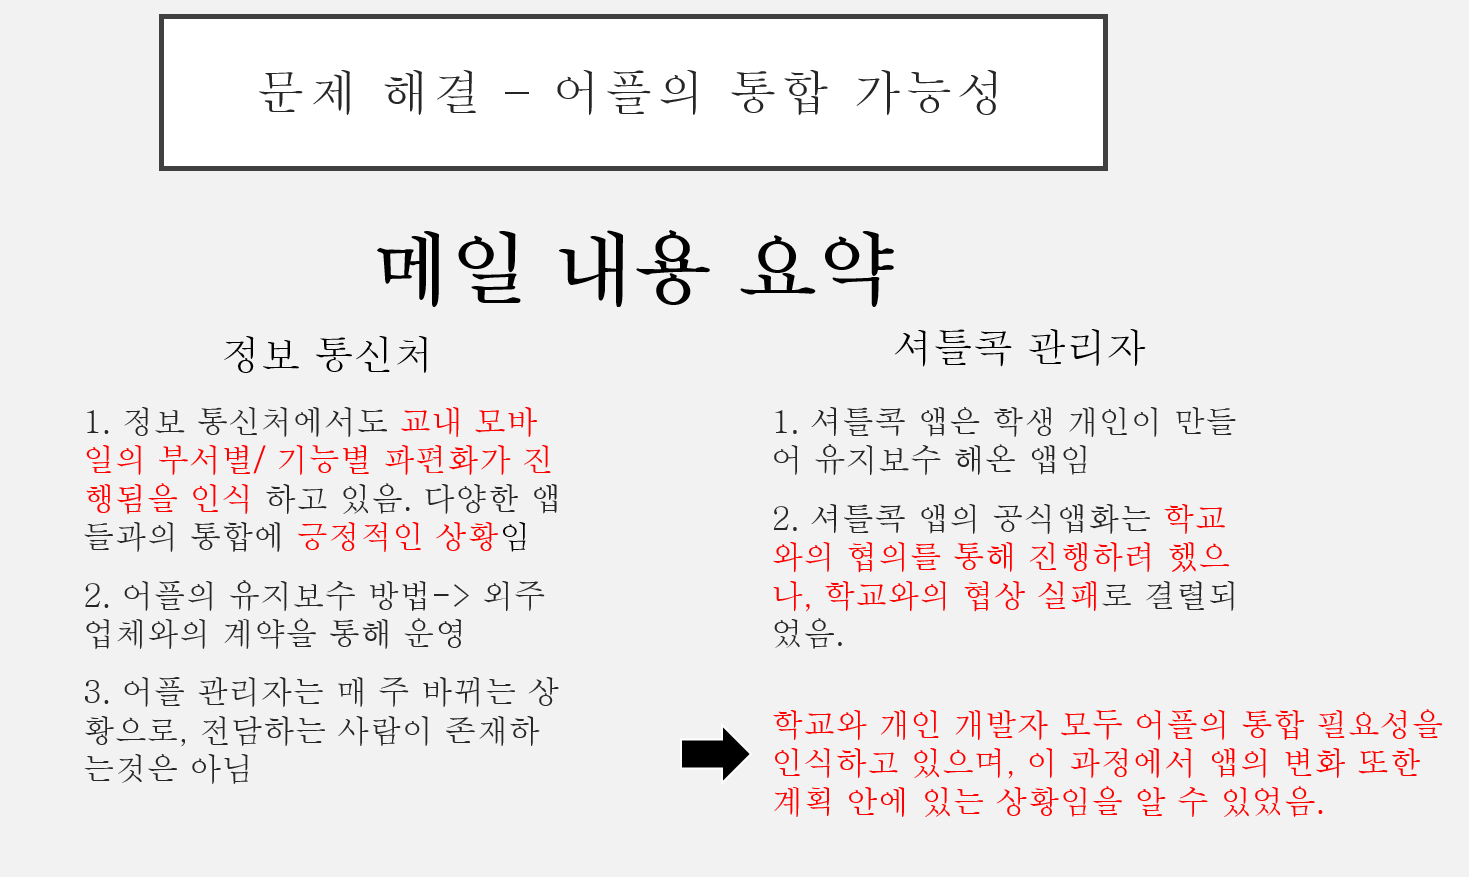 문제 해결 – 어플의 통합 가능성
메일 내용 요약
정보 통신처
1. 정보 통신처에서도 교내 모바
일의 부서별/ 기능별 파편화가 진
행됨을 인식 하고 있음. 다양한 앱
들과의 통합에 긍정적인 상황임
2. 어플의 유지보수 방법-> 외주
업체와의 계약을 통해 운영
3. 어플 관리자는 매 주 바뀌는 상
황으로, 전담하는 사람이 존재하
는것은 아님
셔틀콕 관리자
1. 셔틀콕 앱은 학생 개인이 만들
어 유지보수 해온 앱임
2. 셔틀콕 앱의 공식앱화는 학교
와의 협의를 통해 진행하려 했으
나, 학교와의 협상 실패로 결렬되
었음.
학교와 개인 개발자 모두 어플의 통합 필요성을
인식하고 있으며, 이 과정에서 앱의 변화 또한
계획 안에 있는 상황임을 알 수 있었음.